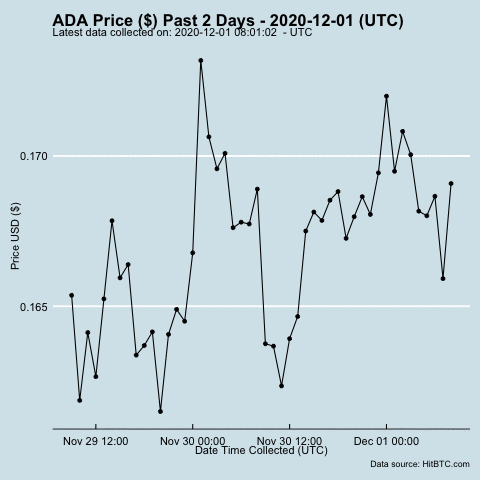 ADA Price ($) Past 2 Days - 2020-12-01 (UTC)
Latest data collected on: 2020-12-01 08:01:02  - UTC
0.170
Price USD ($)
0.165
Nov 29 12:00
Nov 30 00:00
Nov 30 12:00
Dec 01 00:00
Date Time Collected (UTC)
Data source: HitBTC.com